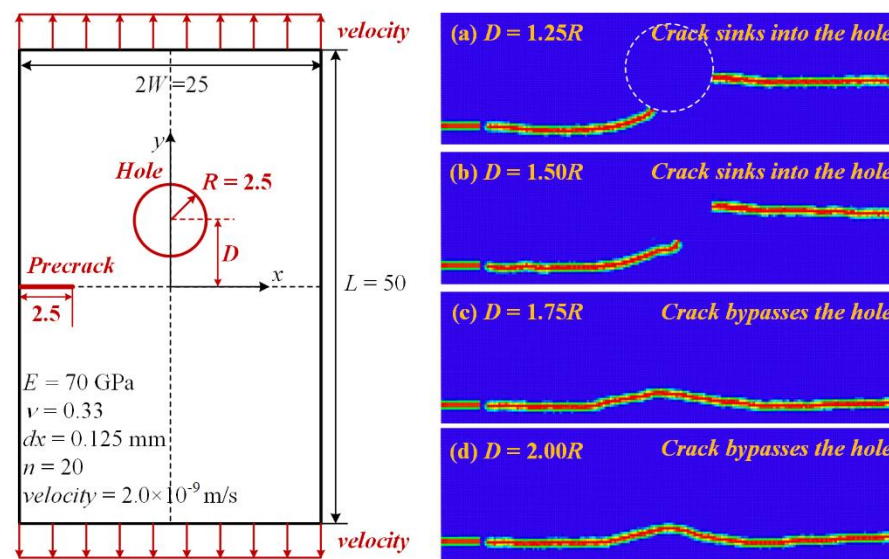 velocity
2W =25
y
Hole
R = 2.5
D
Precrack
x
2.5
L = 50
E = 70 GPa
ν = 0.33
dx = 0.125 mm
n = 20
velocity = 2.0×10⁻⁹ m/s
velocity
(a) D = 1.25R Crack sinks into the hole
(b) D = 1.50R Crack sinks into the hole
(c) D = 1.75R Crack bypasses the hole
(d) D = 2.00R Crack bypasses the hole